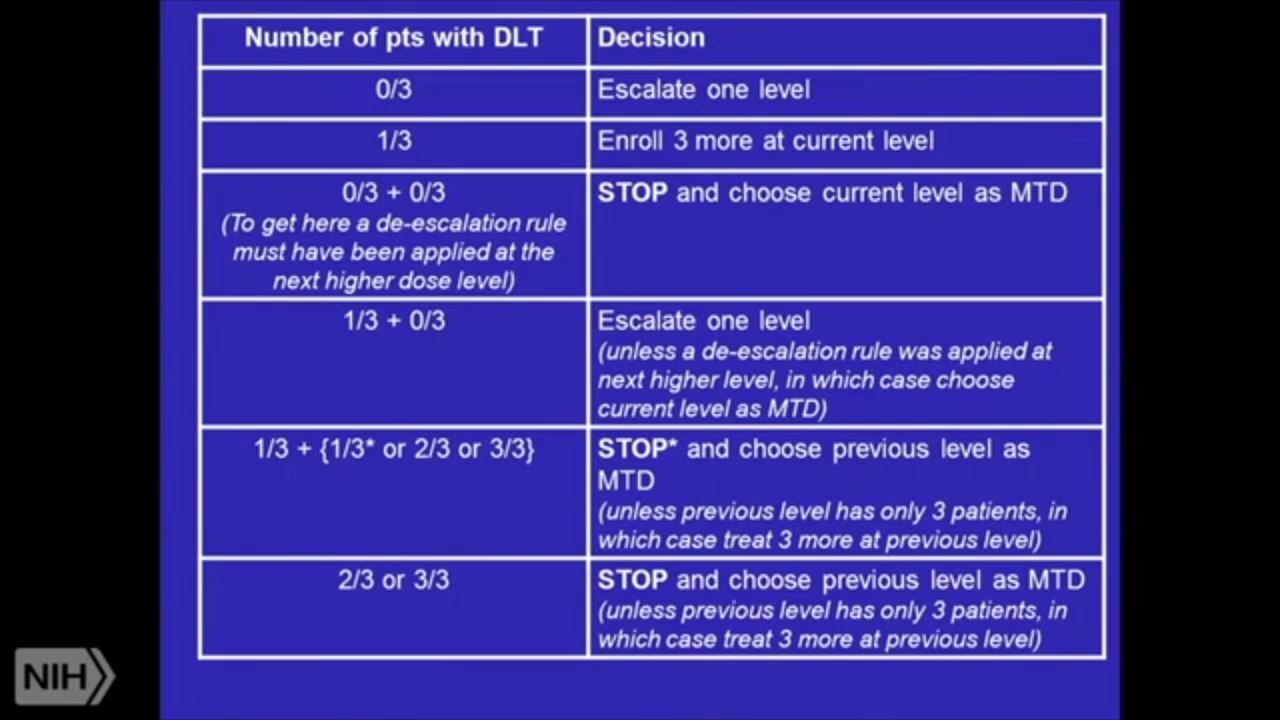 Number of pts with DLT
Decision
0/3
Escalate one level
1/3
Enroll 3 more at current level
0/3 + 0/3
(To get here a de-escalation rule
must have been applied at the
next higher dose level)
STOP and choose current level as MTD
1/3 + 0/3
Escalate one level
(unless a de-escalation rule was applied at
next higher level, in which case choose
current level as MTD)
1/3 + {1/3* or 2/3 or 3/3}
STOP* and choose previous level as
MTD
(unless previous level has only 3 patients, in
which case treat 3 more at previous level)
2/3 or 3/3
STOP and choose previous level as MTD
(unless previous level has only 3 patients, in
which case treat 3 more at previous level)
NIH